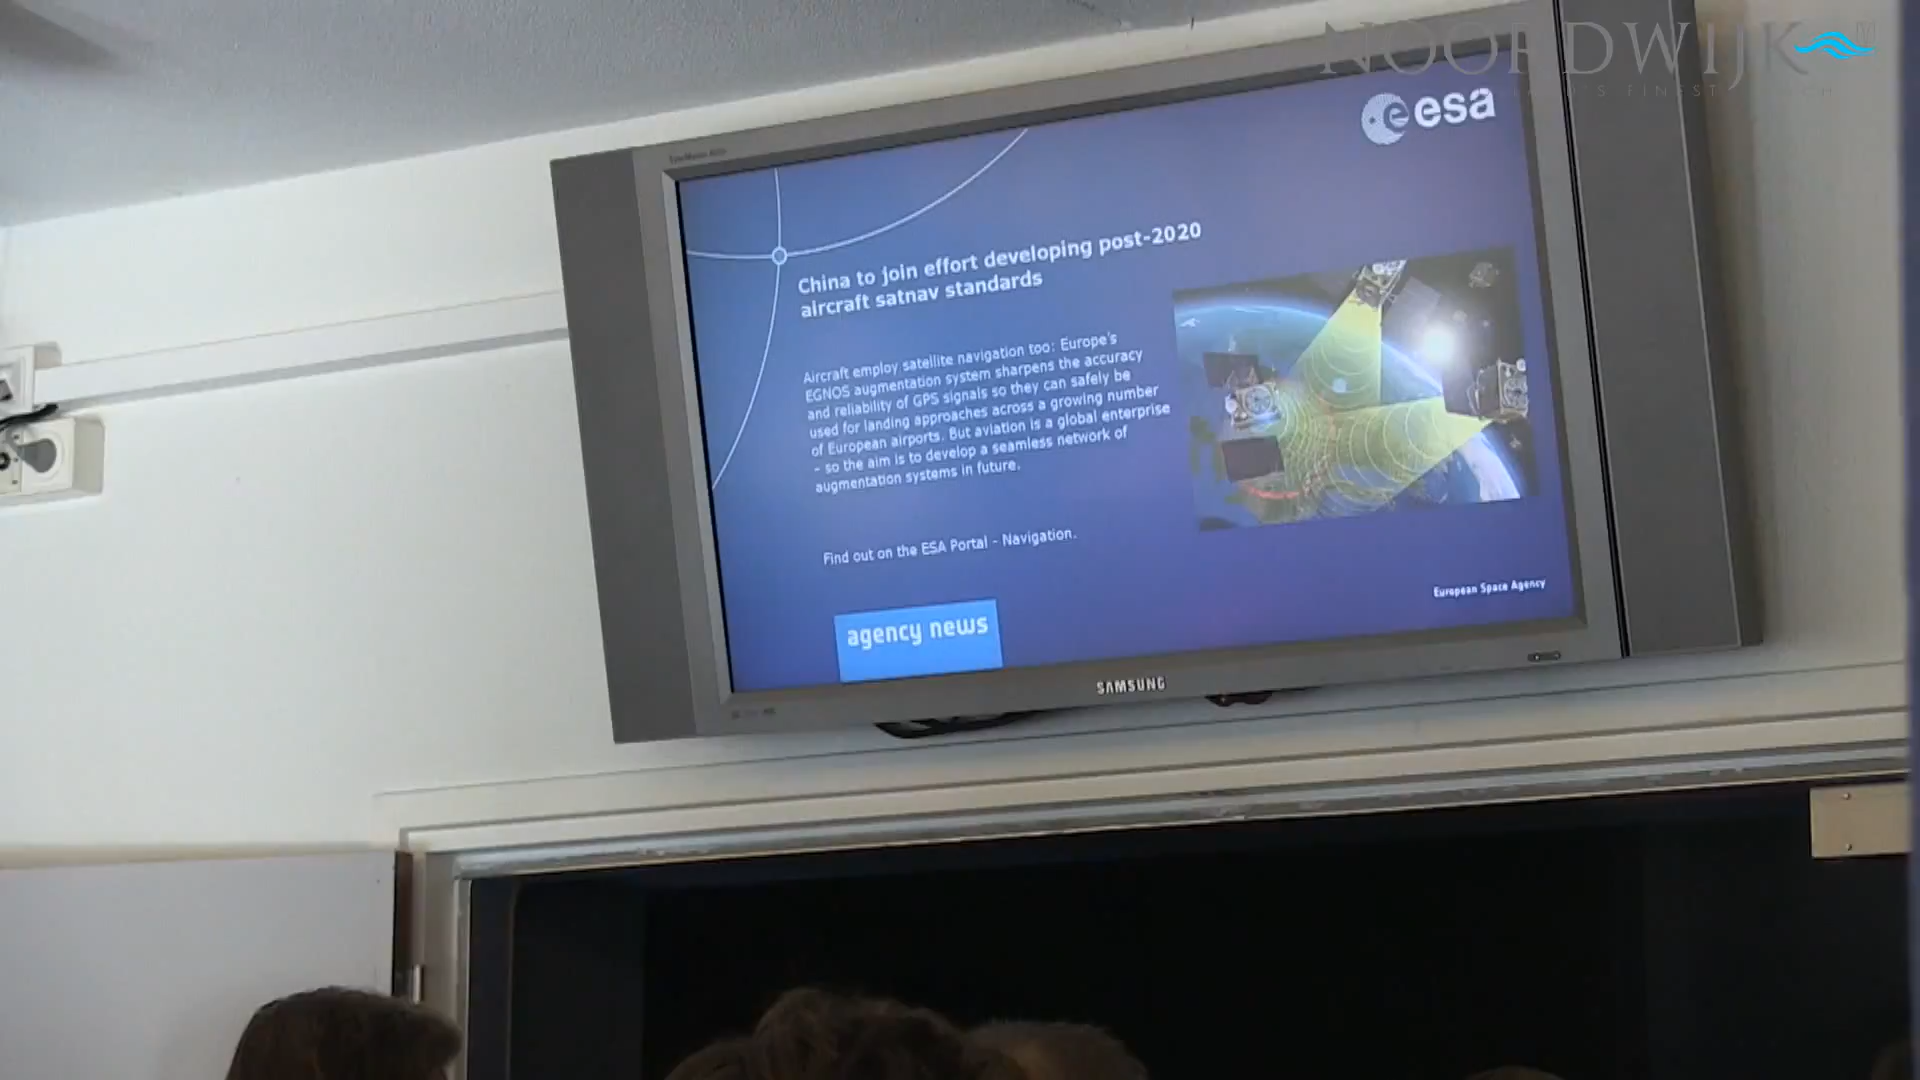 NOORDWIJK
esa
China to join effort developing post-2020
aircraft satnav standards
Aircraft employ satellite navigation too: Europe's
EGNOS augmentation system sharpens the accuracy
and reliability of GPS signals so they can safely be
used for landing approaches across a growing number
of European airports. But aviation is a global enterprise
- so the aim is to develop a seamless network of
augmentation systems in future.
Find out on the ESA Portal - Navigation.
European Space Agency
agency news
SAMSUNG